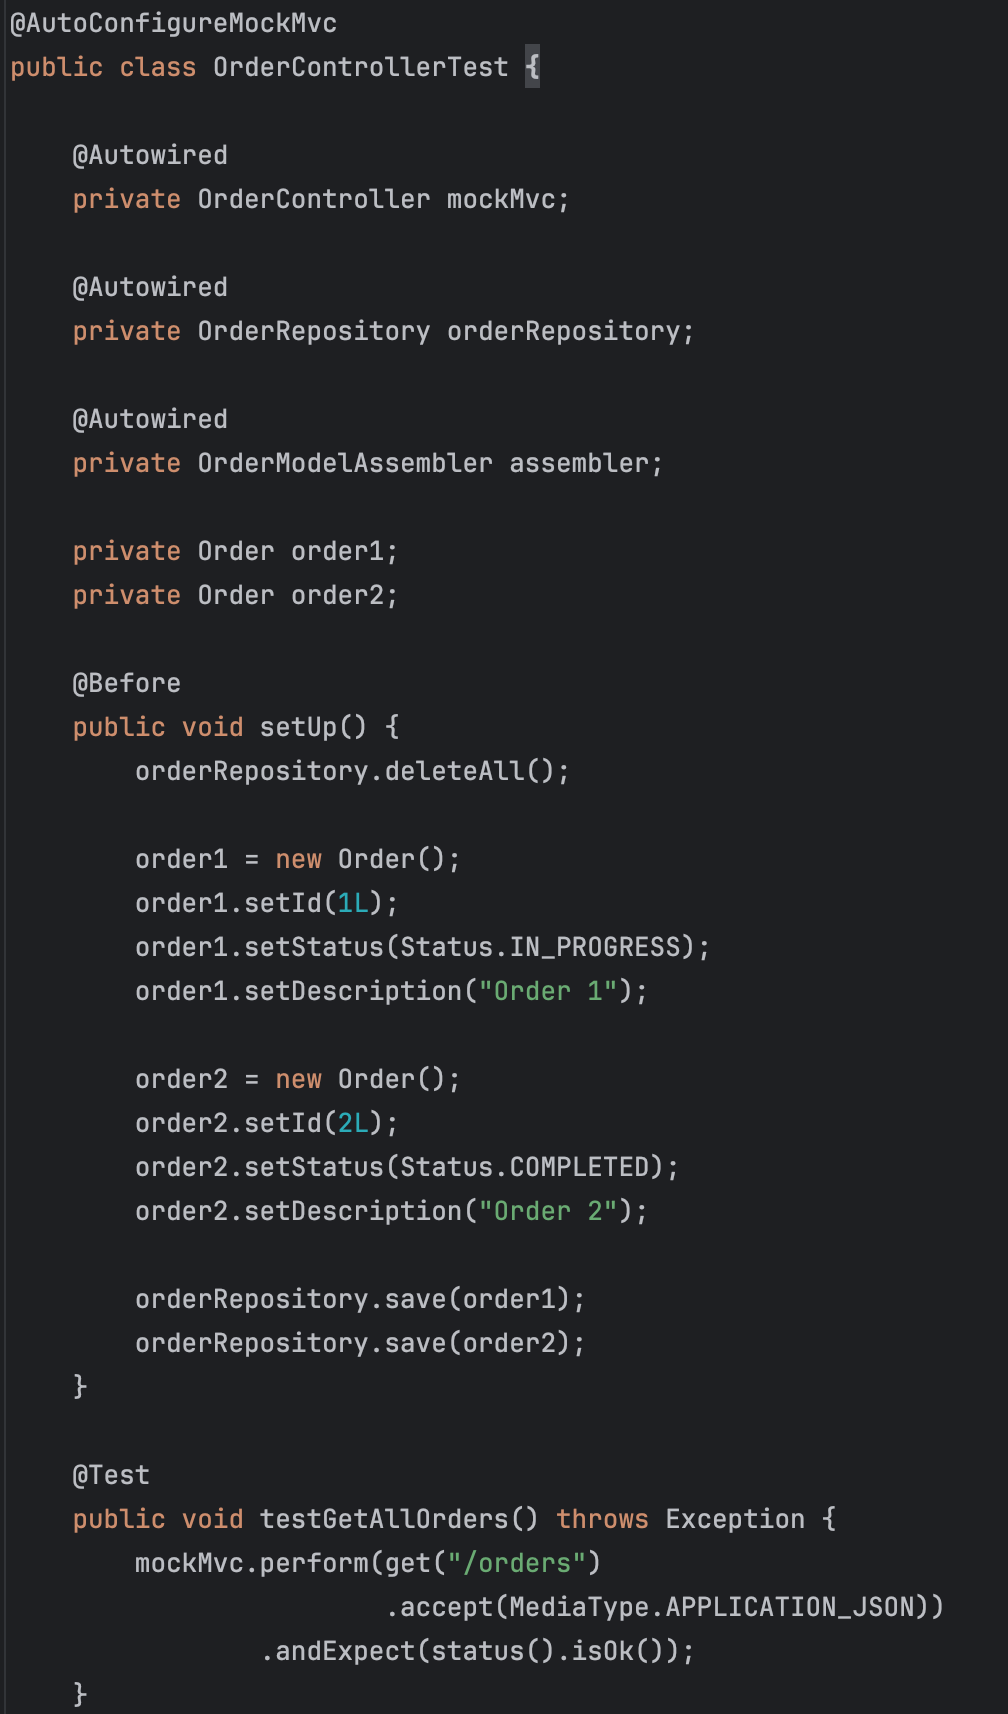 @AutoConfigureMockMvc
public class OrderControllerTest {
@Autowired
private OrderController mockMvc;
@Autowired
private OrderRepository orderRepository;
@Autowired
private OrderModelAssembler assembler;
private Order order1;
private Order order2;
@Before
public void setUp() {
orderRepository.deleteAll();
order1 = new Order();
order1.setId(1L);
order1.setStatus(Status.IN_PROGRESS);
order1.setDescription("Order 1");
order2 = new Order();
order2.setId(2L);
order2.setStatus(Status.COMPLETED);
order2.setDescription("Order 2");
orderRepository.save(order1);
orderRepository.save(order2);
}
@Test
public void testGetAllOrders() throws Exception {
mockMvc.perform(get("/orders")
.accept(MediaType.APPLICATION_JSON))
.andExpect(status().isOk());
}